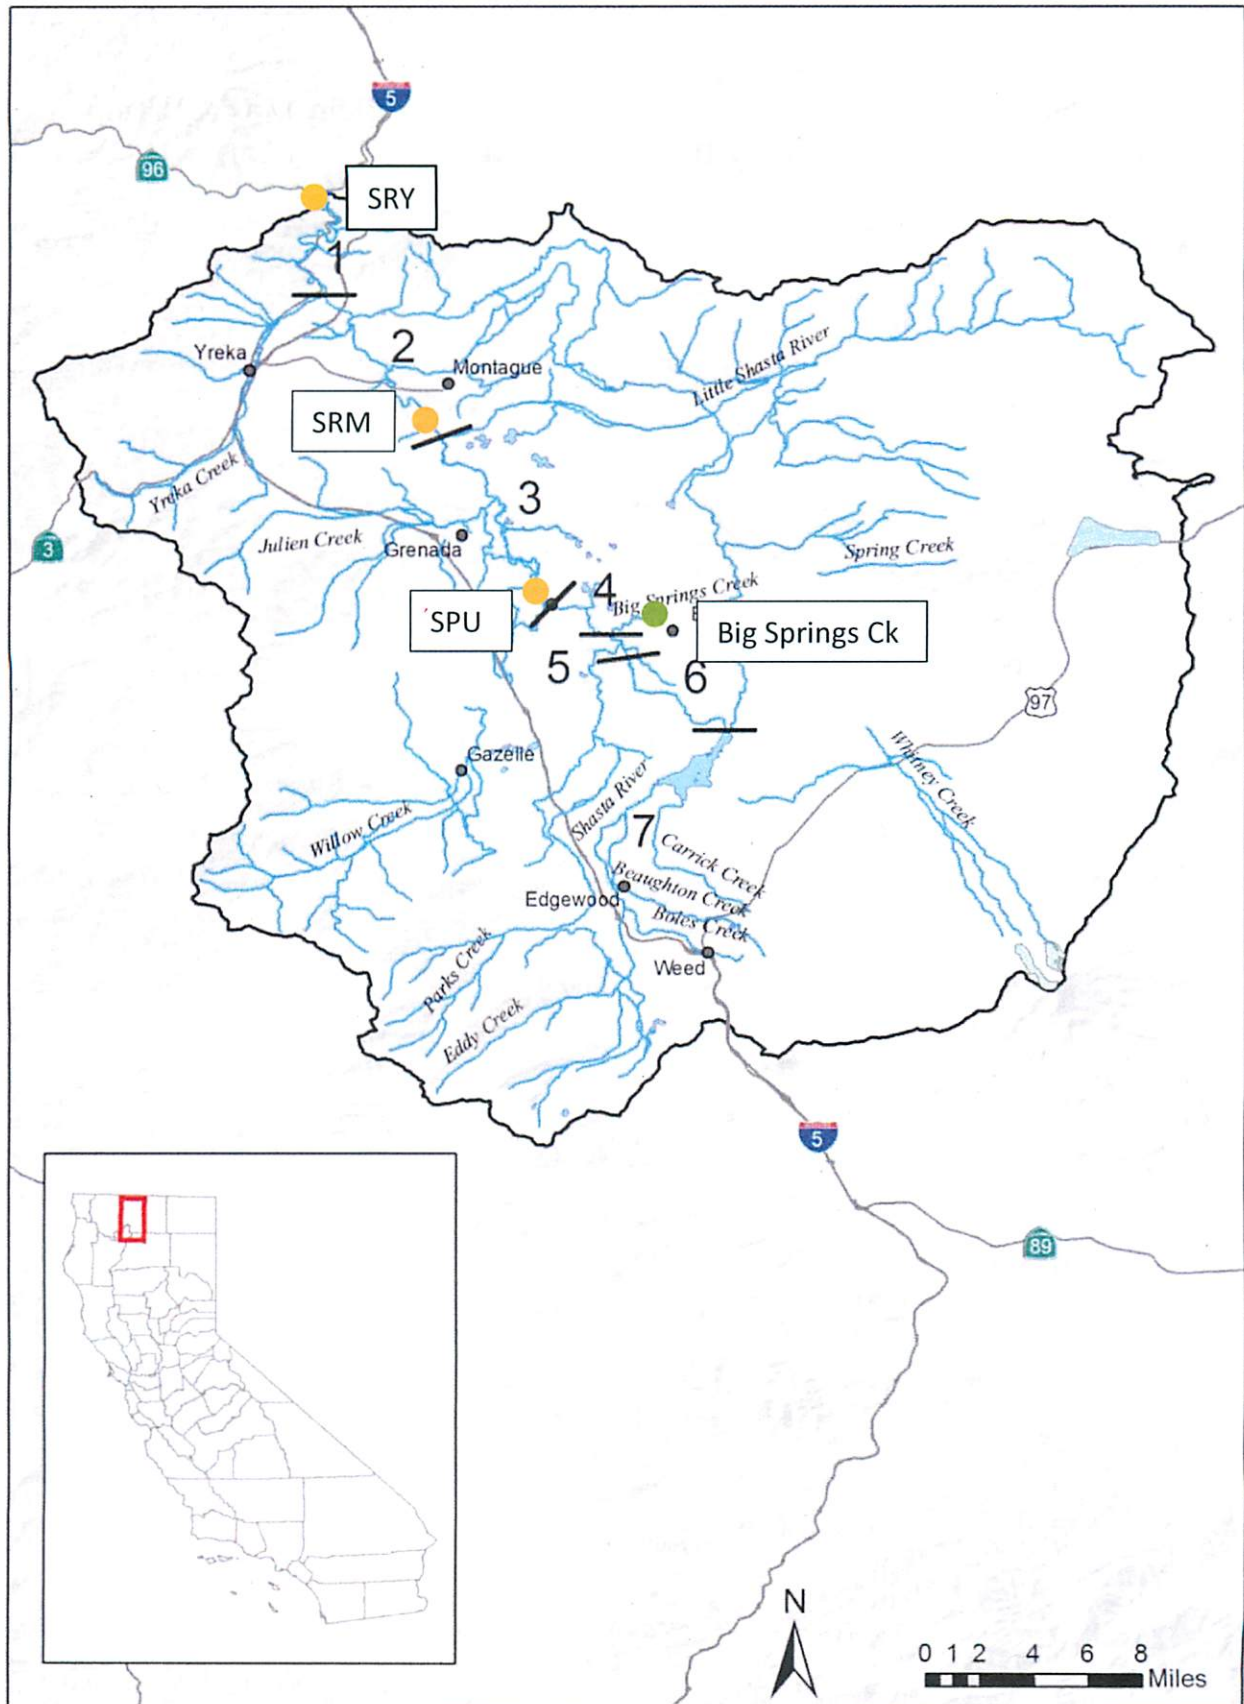 5
96
SRY
1
2
Yreka
Montague
Little Shasta River
SRM
Yreka Creek
3
3
Julien Creek
Grenada
Spring Creek
4
Big Springs Creek
SPU
Big Springs Ck
5
6
97
Gazelle
Whitney Creek
Shasta River
Willow Creek
7
Carrick Creek
Beaughton Creek
Edgewood
Boles Creek
Weed
Parks Creek
Eddy Creek
5
89
N
0 1 2 4 6 8
Miles